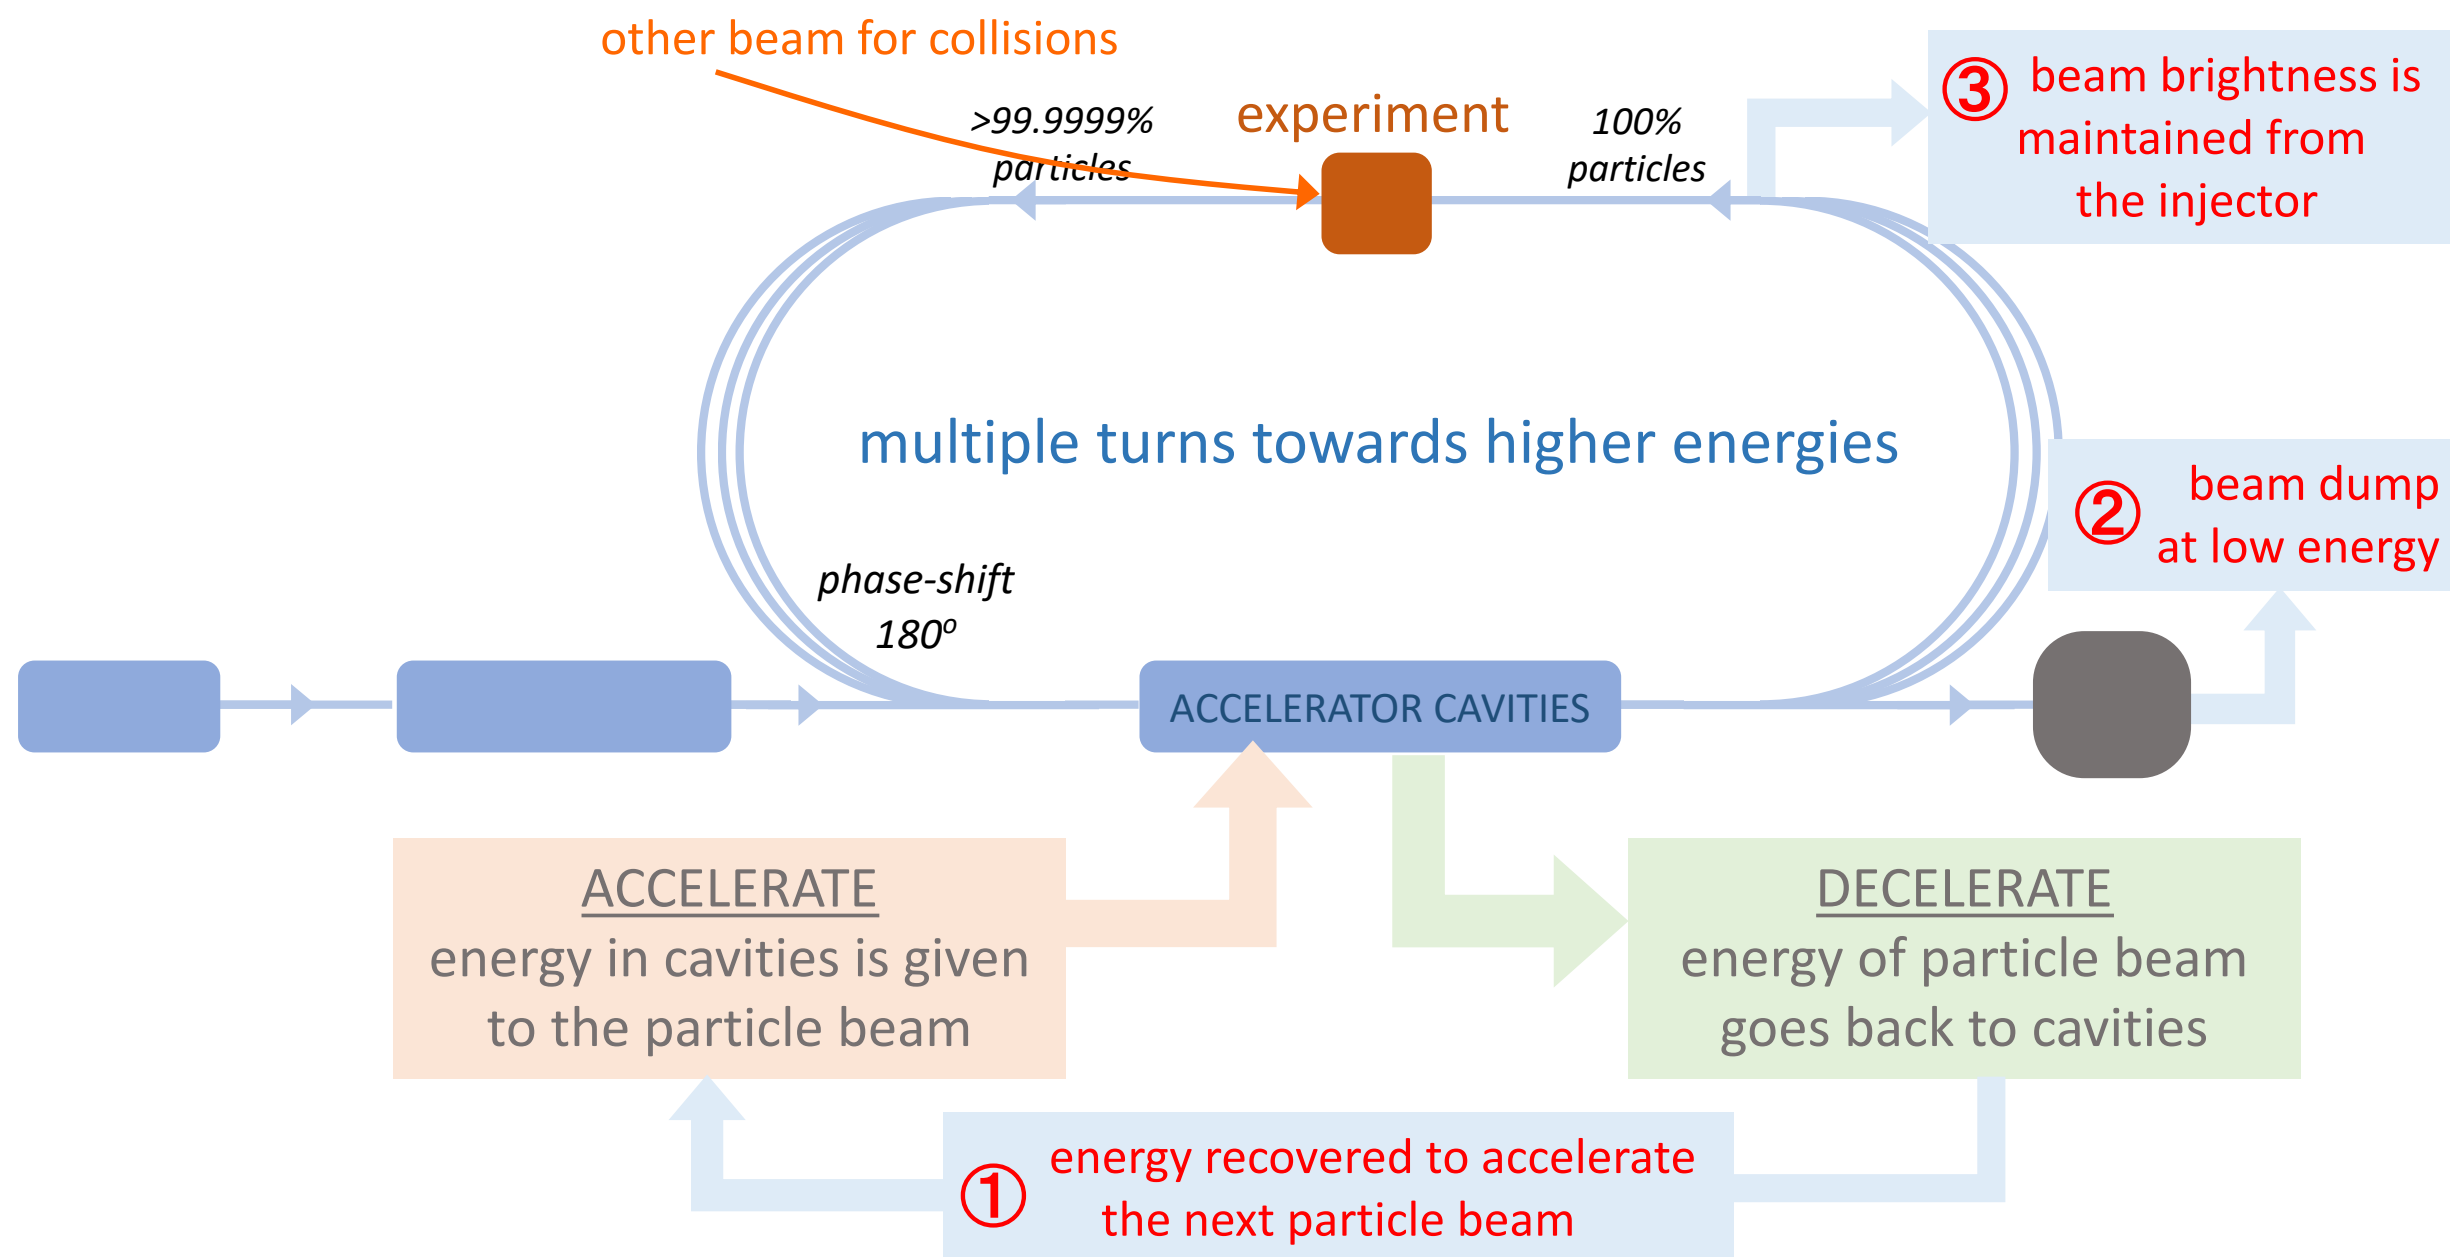 other beam for collisions
>99.9999%
particles
experiment
100%
particles
③ beam brightness is
maintained from
the injector
multiple turns towards higher energies
② beam dump
at low energy
phase-shift
180º
ACCELERATOR CAVITIES
ACCELERATE
energy in cavities is given
to the particle beam
DECELERATE
energy of particle beam
goes back to cavities
① energy recovered to accelerate
the next particle beam